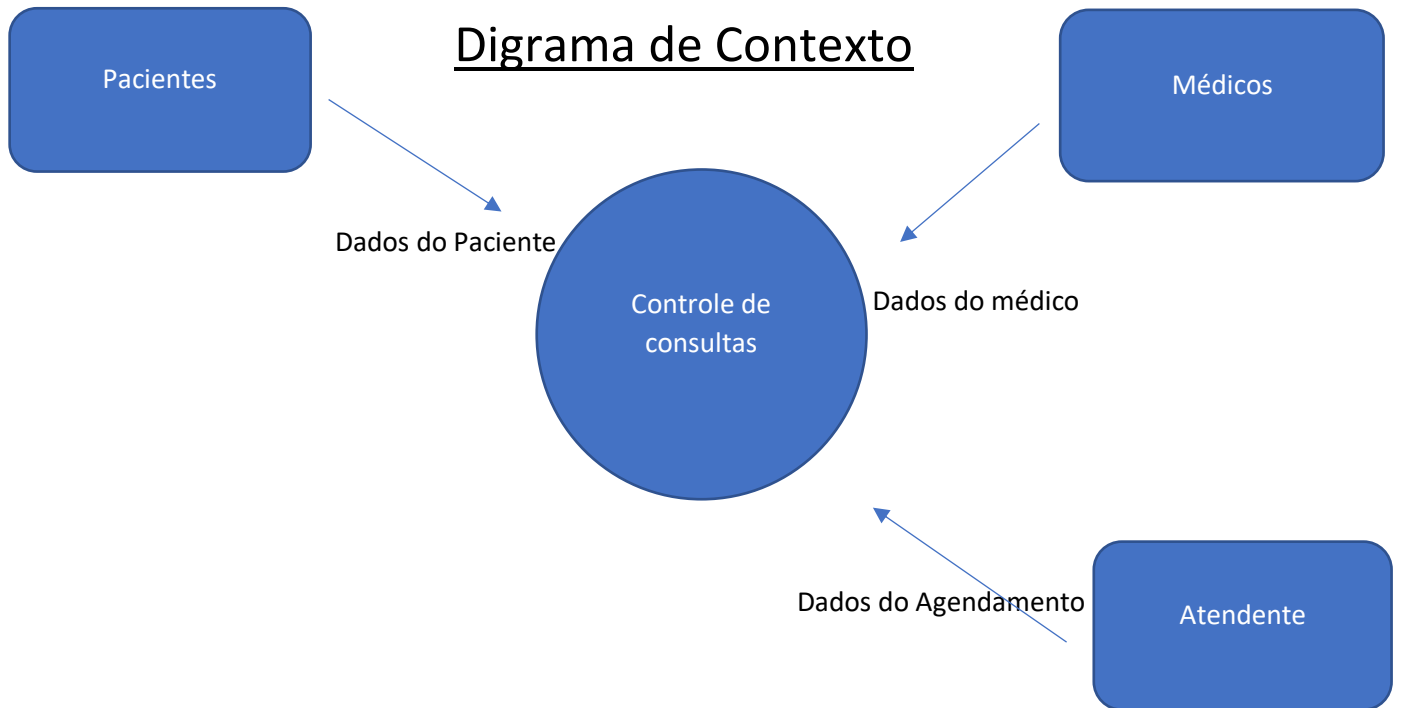 Digrama de Contexto
Pacientes
Médicos
Dados do Paciente
Controle de
consultas
Dados do médico
Dados do Agendamento
Atendente